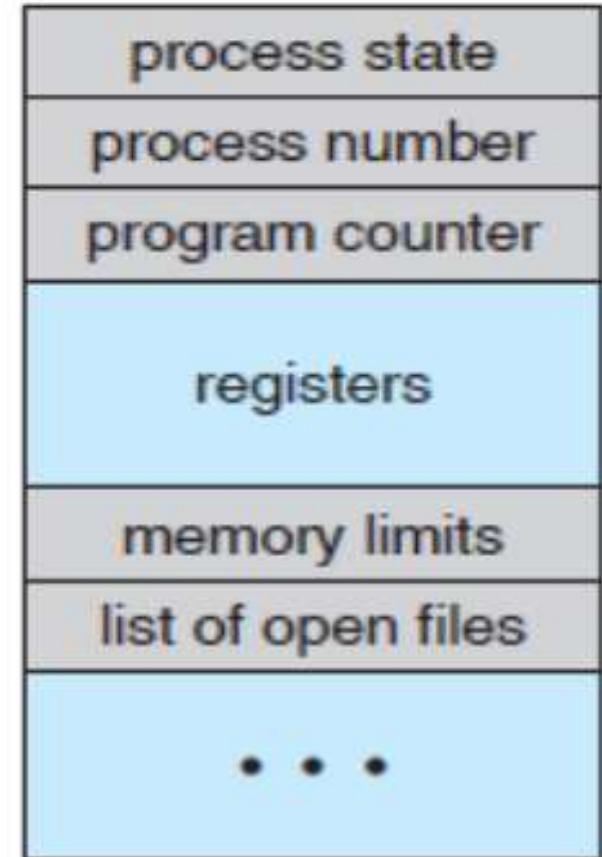 process state
process number
program counter
registers
memory limits
list of open files
• • •